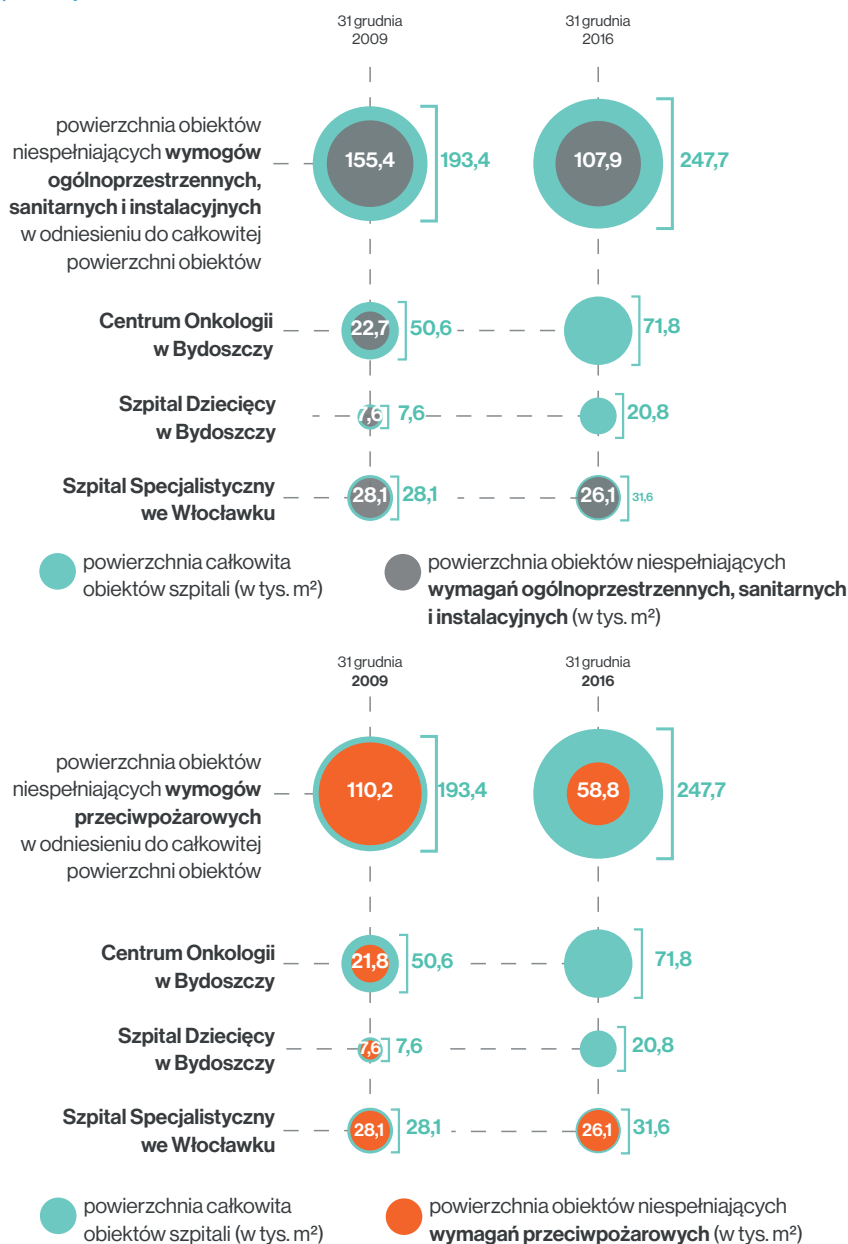 31 grudnia
2009
31 grudnia
2016
powierzchnia obiektów
niespełniających wymogów
ogólnoprzestrzennych,
sanitarnych i instalacyjnych
w odniesieniu do całkowitej
powierzchni obiektów
155,4
193,4
107,9
247,7
Centrum Onkologii
w Bydoszczy
22,7
50,6
71,8
Szpital Dziecięcy
w Bydoszczy
7,6
7,6
20,8
Szpital Specjalistyczny
we Włocławku
28,1
28,1
26,1
31,6
powierzchnia całkowita
obiektów szpitali (w tys. m²)
powierzchnia obiektów niespełniających
wymagań ogólnoprzestrzennych, sanitarnych
i instalacyjnych (w tys. m²)
31 grudnia
2009
31 grudnia
2016
powierzchnia obiektów
niespełniających wymogów
przeciwpożarowych
w odniesieniu do całkowitej
powierzchni obiektów
110,2
193,4
58,8
247,7
Centrum Onkologii
w Bydoszczy
21,8
50,6
71,8
Szpital Dziecięcy
w Bydoszczy
7,6
7,6
20,8
Szpital Specjalistyczny
we Włocławku
28,1
28,1
26,1
31,6
powierzchnia całkowita
obiektów szpitali (w tys. m²)
powierzchnia obiektów niespełniających
wymagań przeciwpożarowych (w tys. m²)